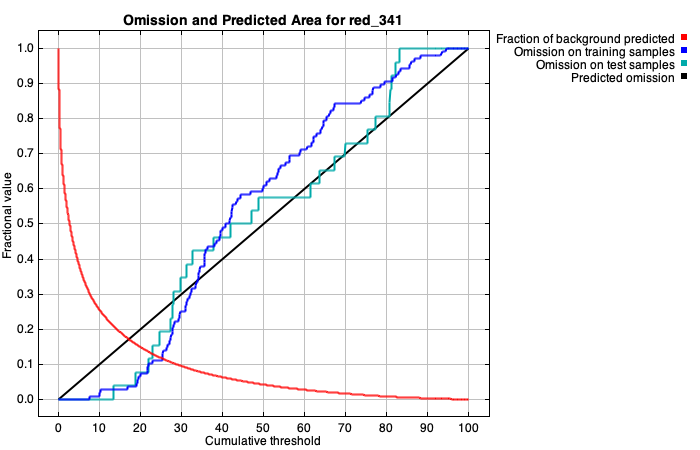 Omission and Predicted Area for red_341
Fraction of background predicted
Omission on training samples
Omission on test samples
Predicted omission
Fractional value
1.0
0.9
0.8
0.7
0.6
0.5
0.4
0.3
0.2
0.1
0.0
0 10 20 30 40 50 60 70 80 90 100
Cumulative threshold